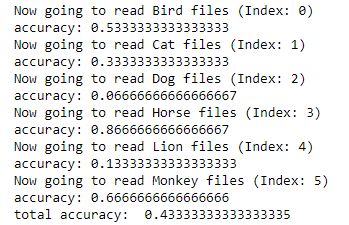 Now going to read Bird files (Index: 0)
accuracy: 0.5333333333333333
Now going to read Cat files (Index: 1)
accuracy: 0.3333333333333333
Now going to read Dog files (Index: 2)
accuracy: 0.06666666666666667
Now going to read Horse files (Index: 3)
accuracy: 0.8666666666666667
Now going to read Lion files (Index: 4)
accuracy: 0.13333333333333333
Now going to read Monkey files (Index: 5)
accuracy: 0.6666666666666666
total accuracy:  0.43333333333333335